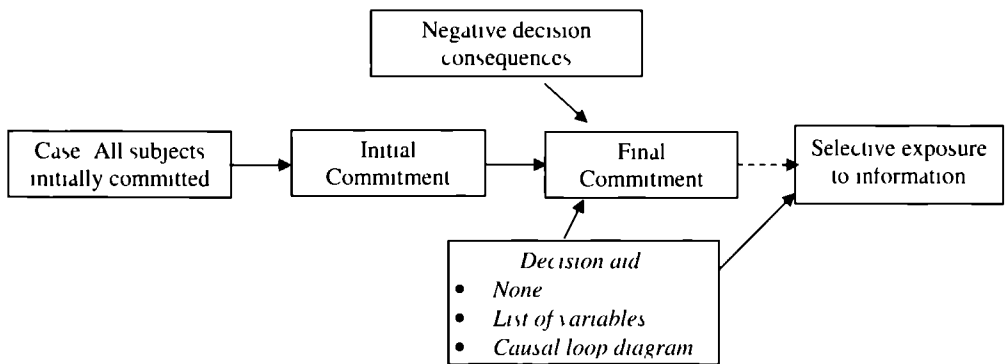 Negative decision
consequences
Case All subjects
initially committed
Initial
Commitment
Final
Commitment
Selective exposure
to information
Decision aid
• None
• List of variables
• Causal loop diagram